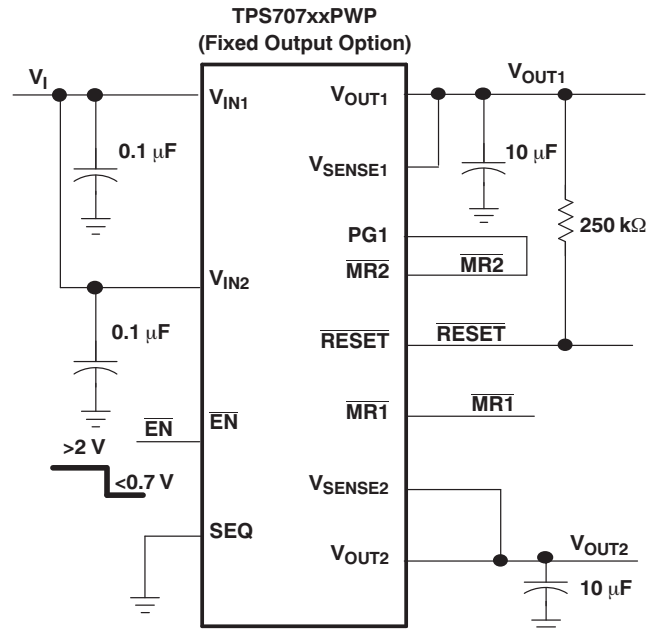 TPS707xxPWP
(Fixed Output Option)
VI
VIN1
VOUT1
VOUT1
0.1 μF
10 μF
VSENSE1
250 kΩ
PG1
MR2
MR2
VIN2
0.1 μF
RESET
RESET
EN
EN
MR1
MR1
>2 V
<0.7 V
VSENSE2
SEQ
VOUT2
VOUT2
10 μF